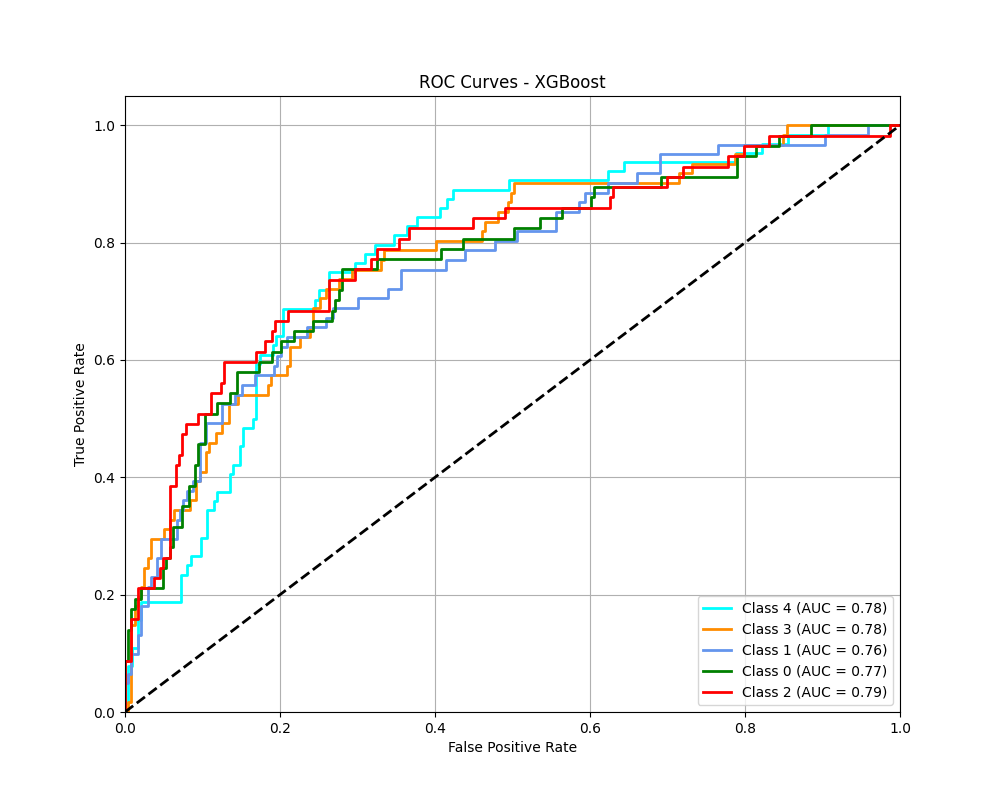 ROC Curves - XGBoost
True Positive Rate
1.0
0.8
0.6
0.4
0.2
0.0
Class 4 (AUC = 0.78)
Class 3 (AUC = 0.78)
Class 1 (AUC = 0.76)
Class 0 (AUC = 0.77)
Class 2 (AUC = 0.79)
0.0 0.2 0.4 0.6 0.8 1.0
False Positive Rate